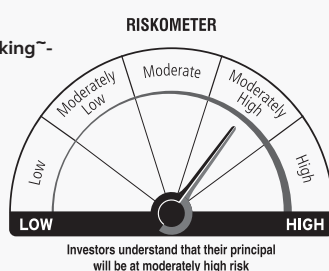 RISKOMETER
king~-
Moderately
Low
Moderate
Moderately
High
Low
High
LOW
HIGH
Investors understand that their principal
will be at moderately high risk